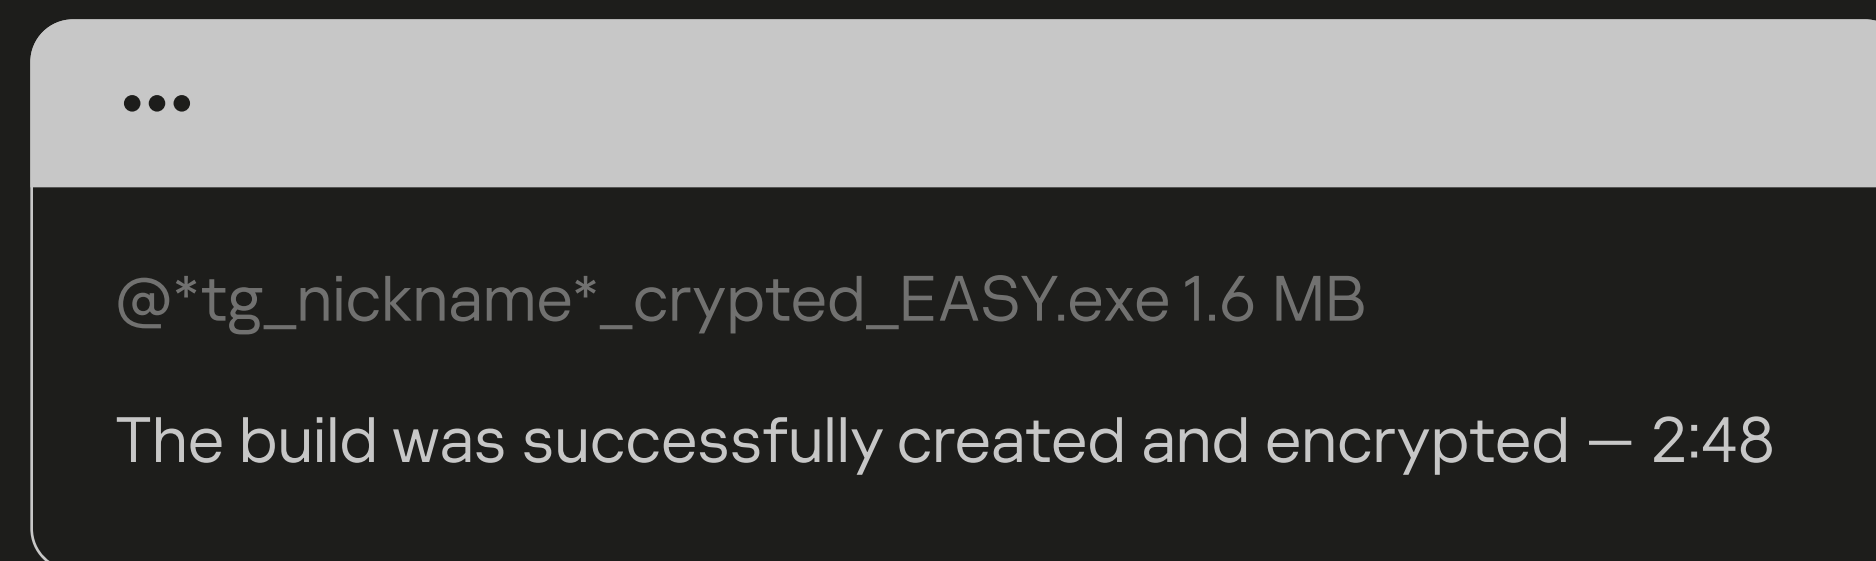 @*tg_nickname*_crypted_EASY.exe 1.6 MB
The build was successfully created and encrypted — 2:48